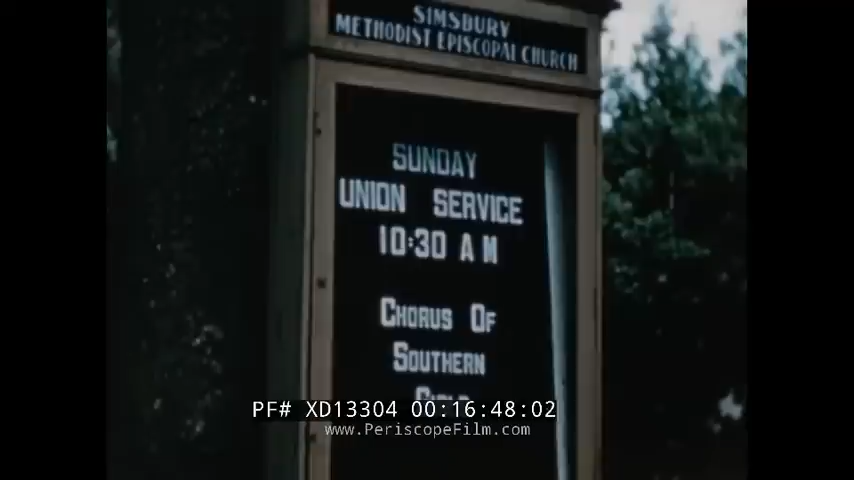 SIMSBURY
METHODIST EPISCOPAL CHURCH
SUNDAY
UNION SERVICE
10:30 A M
CHORUS OF
SOUTHERN
GIRLS
PF# XD13304 00:16:48:02
www.PeriscopeFilm.com